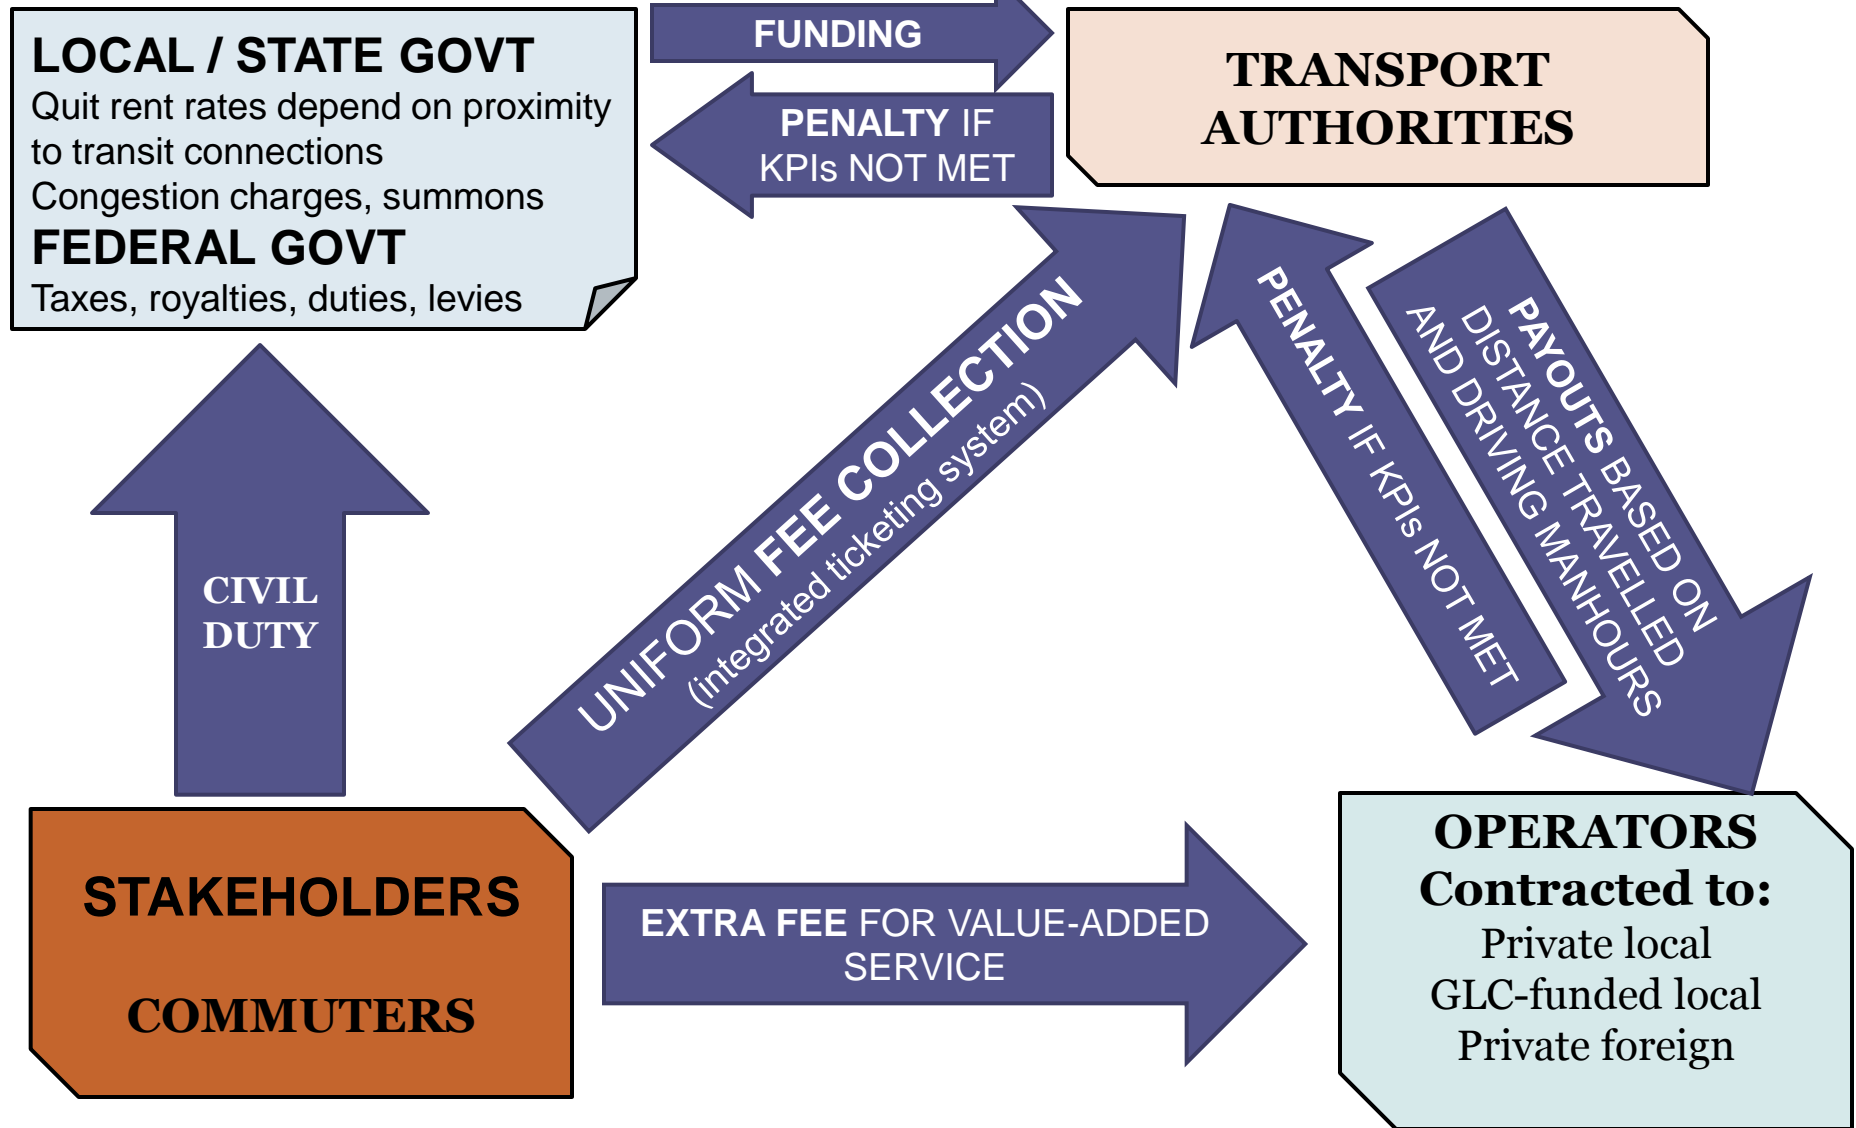 LOCAL / STATE GOVT
Quit rent rates depend on proximity
to transit connections
Congestion charges, summons
FEDERAL GOVT
Taxes, royalties, duties, levies
FUNDING
PENALTY IF
KPIs NOT MET
TRANSPORT
AUTHORITIES
CIVIL
DUTY
UNIFORM FEE COLLECTION
(integrated ticketing system)
PENALTY IF KPIs NOT MET
PAYOUTS BASED ON
DISTANCE TRAVELLED
AND DRIVING MANHOURS
STAKEHOLDERS
COMMUTERS
EXTRA FEE FOR VALUE-ADDED
SERVICE
OPERATORS
Contracted to:
Private local
GLC-funded local
Private foreign